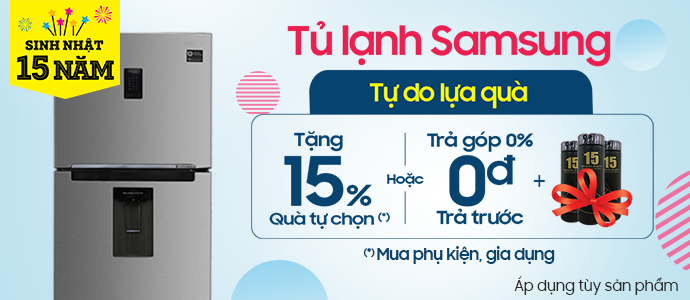 SINH NHẬT
15 NĂM
Tủ lạnh Samsung
Tự do lựa quà
Tặng
15%
Quà tự chọn (*)
Hoặc
Trả góp 0%
0đ
Trả trước
+
15
15
15
(*) Mua phụ kiện, gia dụng
Áp dụng tùy sản phẩm